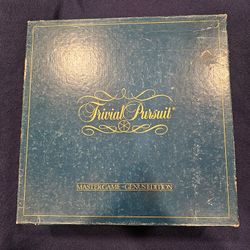 Trivial Pursuit®
MASTER GAME - GENUS EDITION